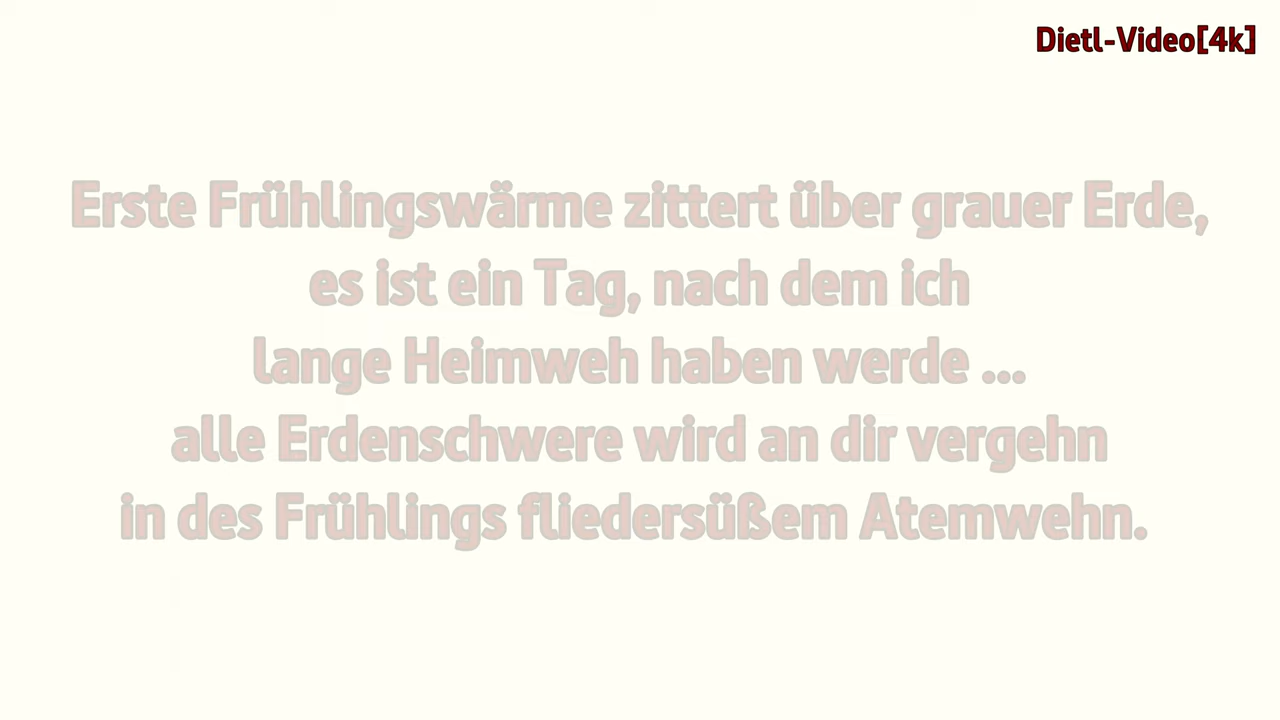 Dietl-Video[4k]
Erste Frühlingswärme zittert über grauer Erde,
es ist ein Tag, nach dem ich
lange Heimweh haben werde ...
alle Erdenschwere wird an dir vergehn
in des Frühlings fliedersüßem Atemwehn.